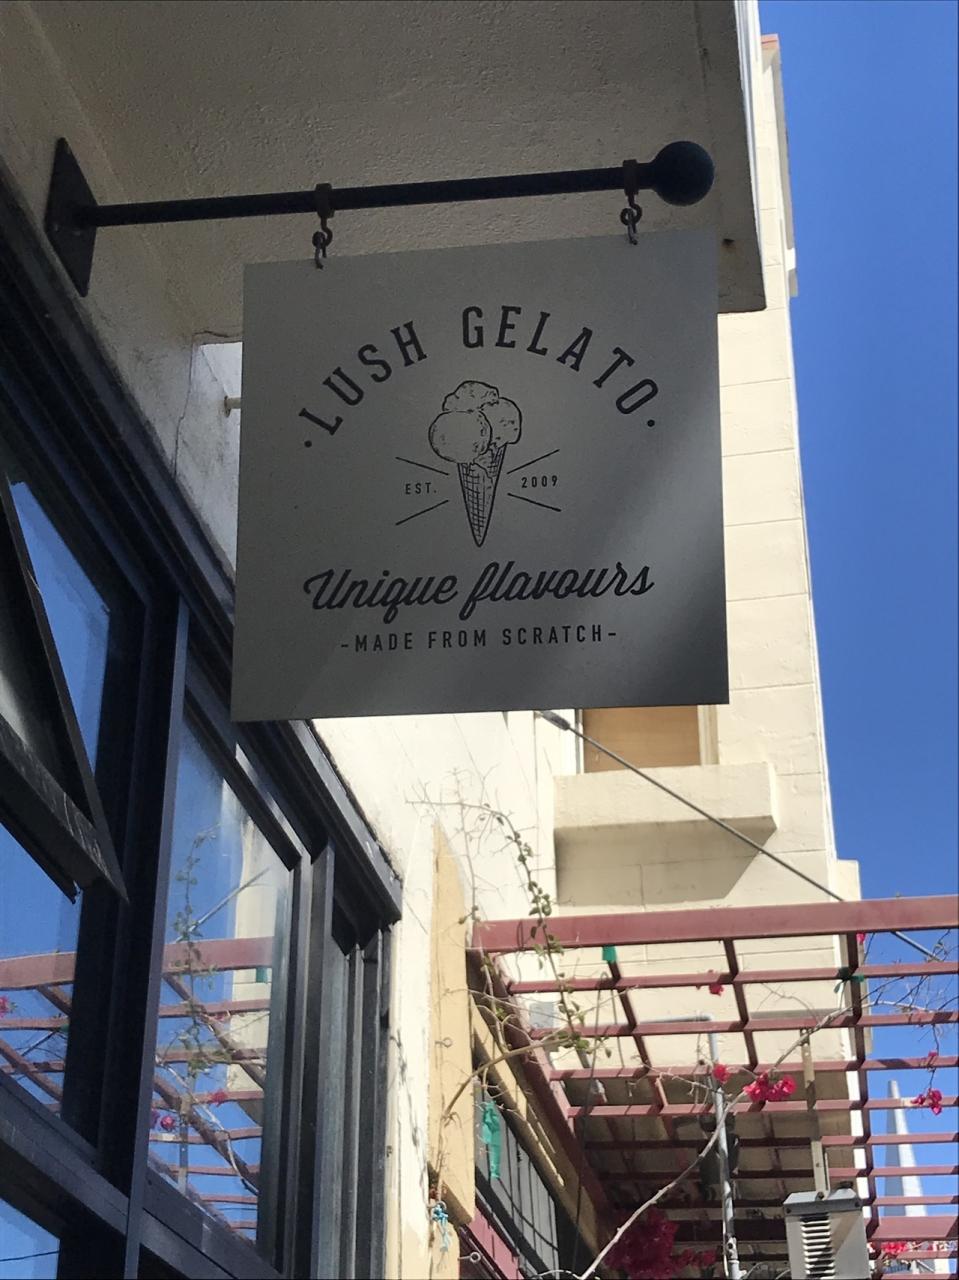 · LUSH GELATO ·
EST. 2009
Unique flavours
-MADE FROM SCRATCH-